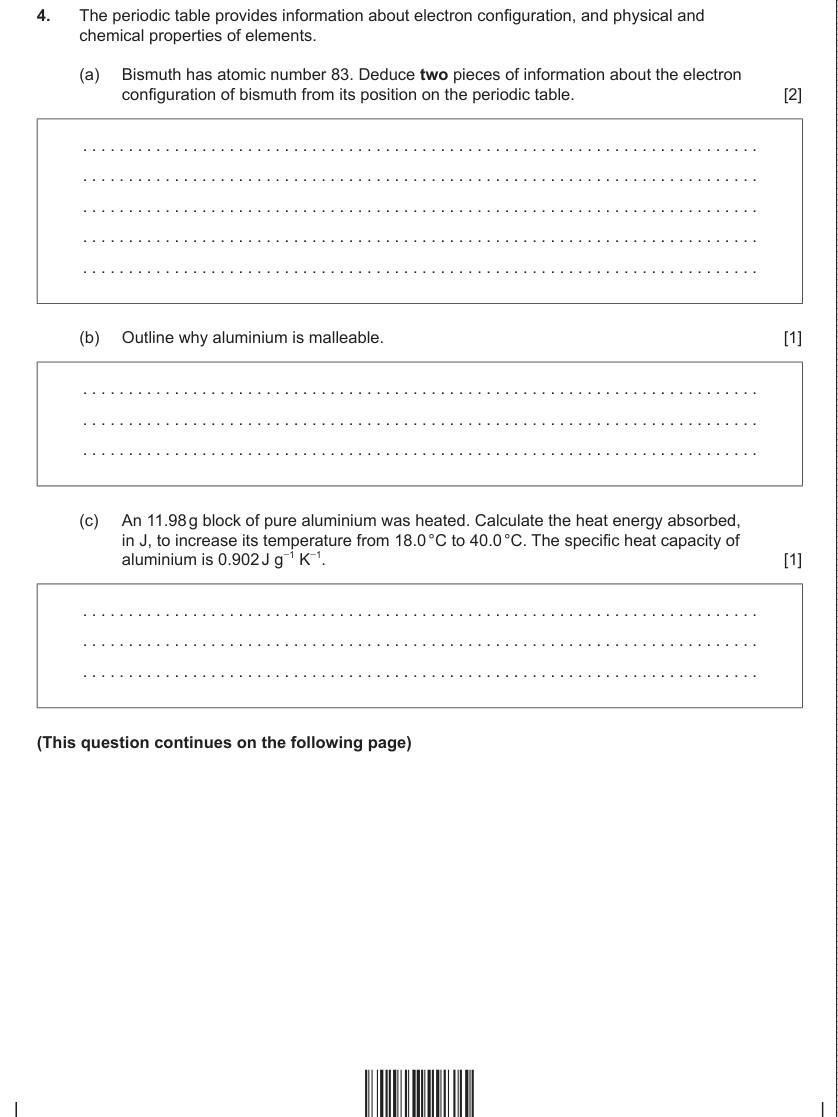 4. The periodic table provides information about electron configuration, and physical and
chemical properties of elements.
(a) Bismuth has atomic number 83. Deduce two pieces of information about the electron
configuration of bismuth from its position on the periodic table. [2]
(b) Outline why aluminium is malleable. [1]
(c) An 11.98 g block of pure aluminium was heated. Calculate the heat energy absorbed,
in J, to increase its temperature from 18.0 °C to 40.0 °C. The specific heat capacity of
aluminium is 0.902 J g⁻¹ K⁻¹. [1]
(This question continues on the following page)